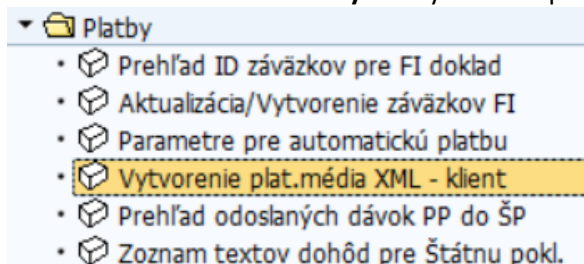 Platby
Prehľad ID záväzkov pre FI doklad
Aktualizácia/Vytvorenie záväzkov FI
Parametre pre automatickú platbu
Vytvorenie plat.média XML - klient
Prehľad odoslaných dávok PP do ŠP
Zoznam textov dohôd pre Štátnu pokl.